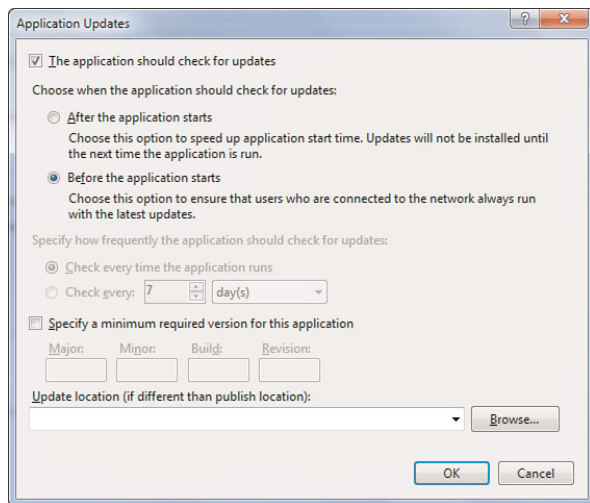 Application Updates
The application should check for updates
Choose when the application should check for updates:
After the application starts
Choose this option to speed up application start time. Updates will not be installed until
the next time the application is run.
Before the application starts
Choose this option to ensure that users who are connected to the network always run
with the latest updates.
Specify how frequently the application should check for updates:
Check every time the application runs
Check every: 7 day(s)
Specify a minimum required version for this application
Major: Minor: Build: Revision:
Update location (if different than publish location):
Browse...
OK Cancel